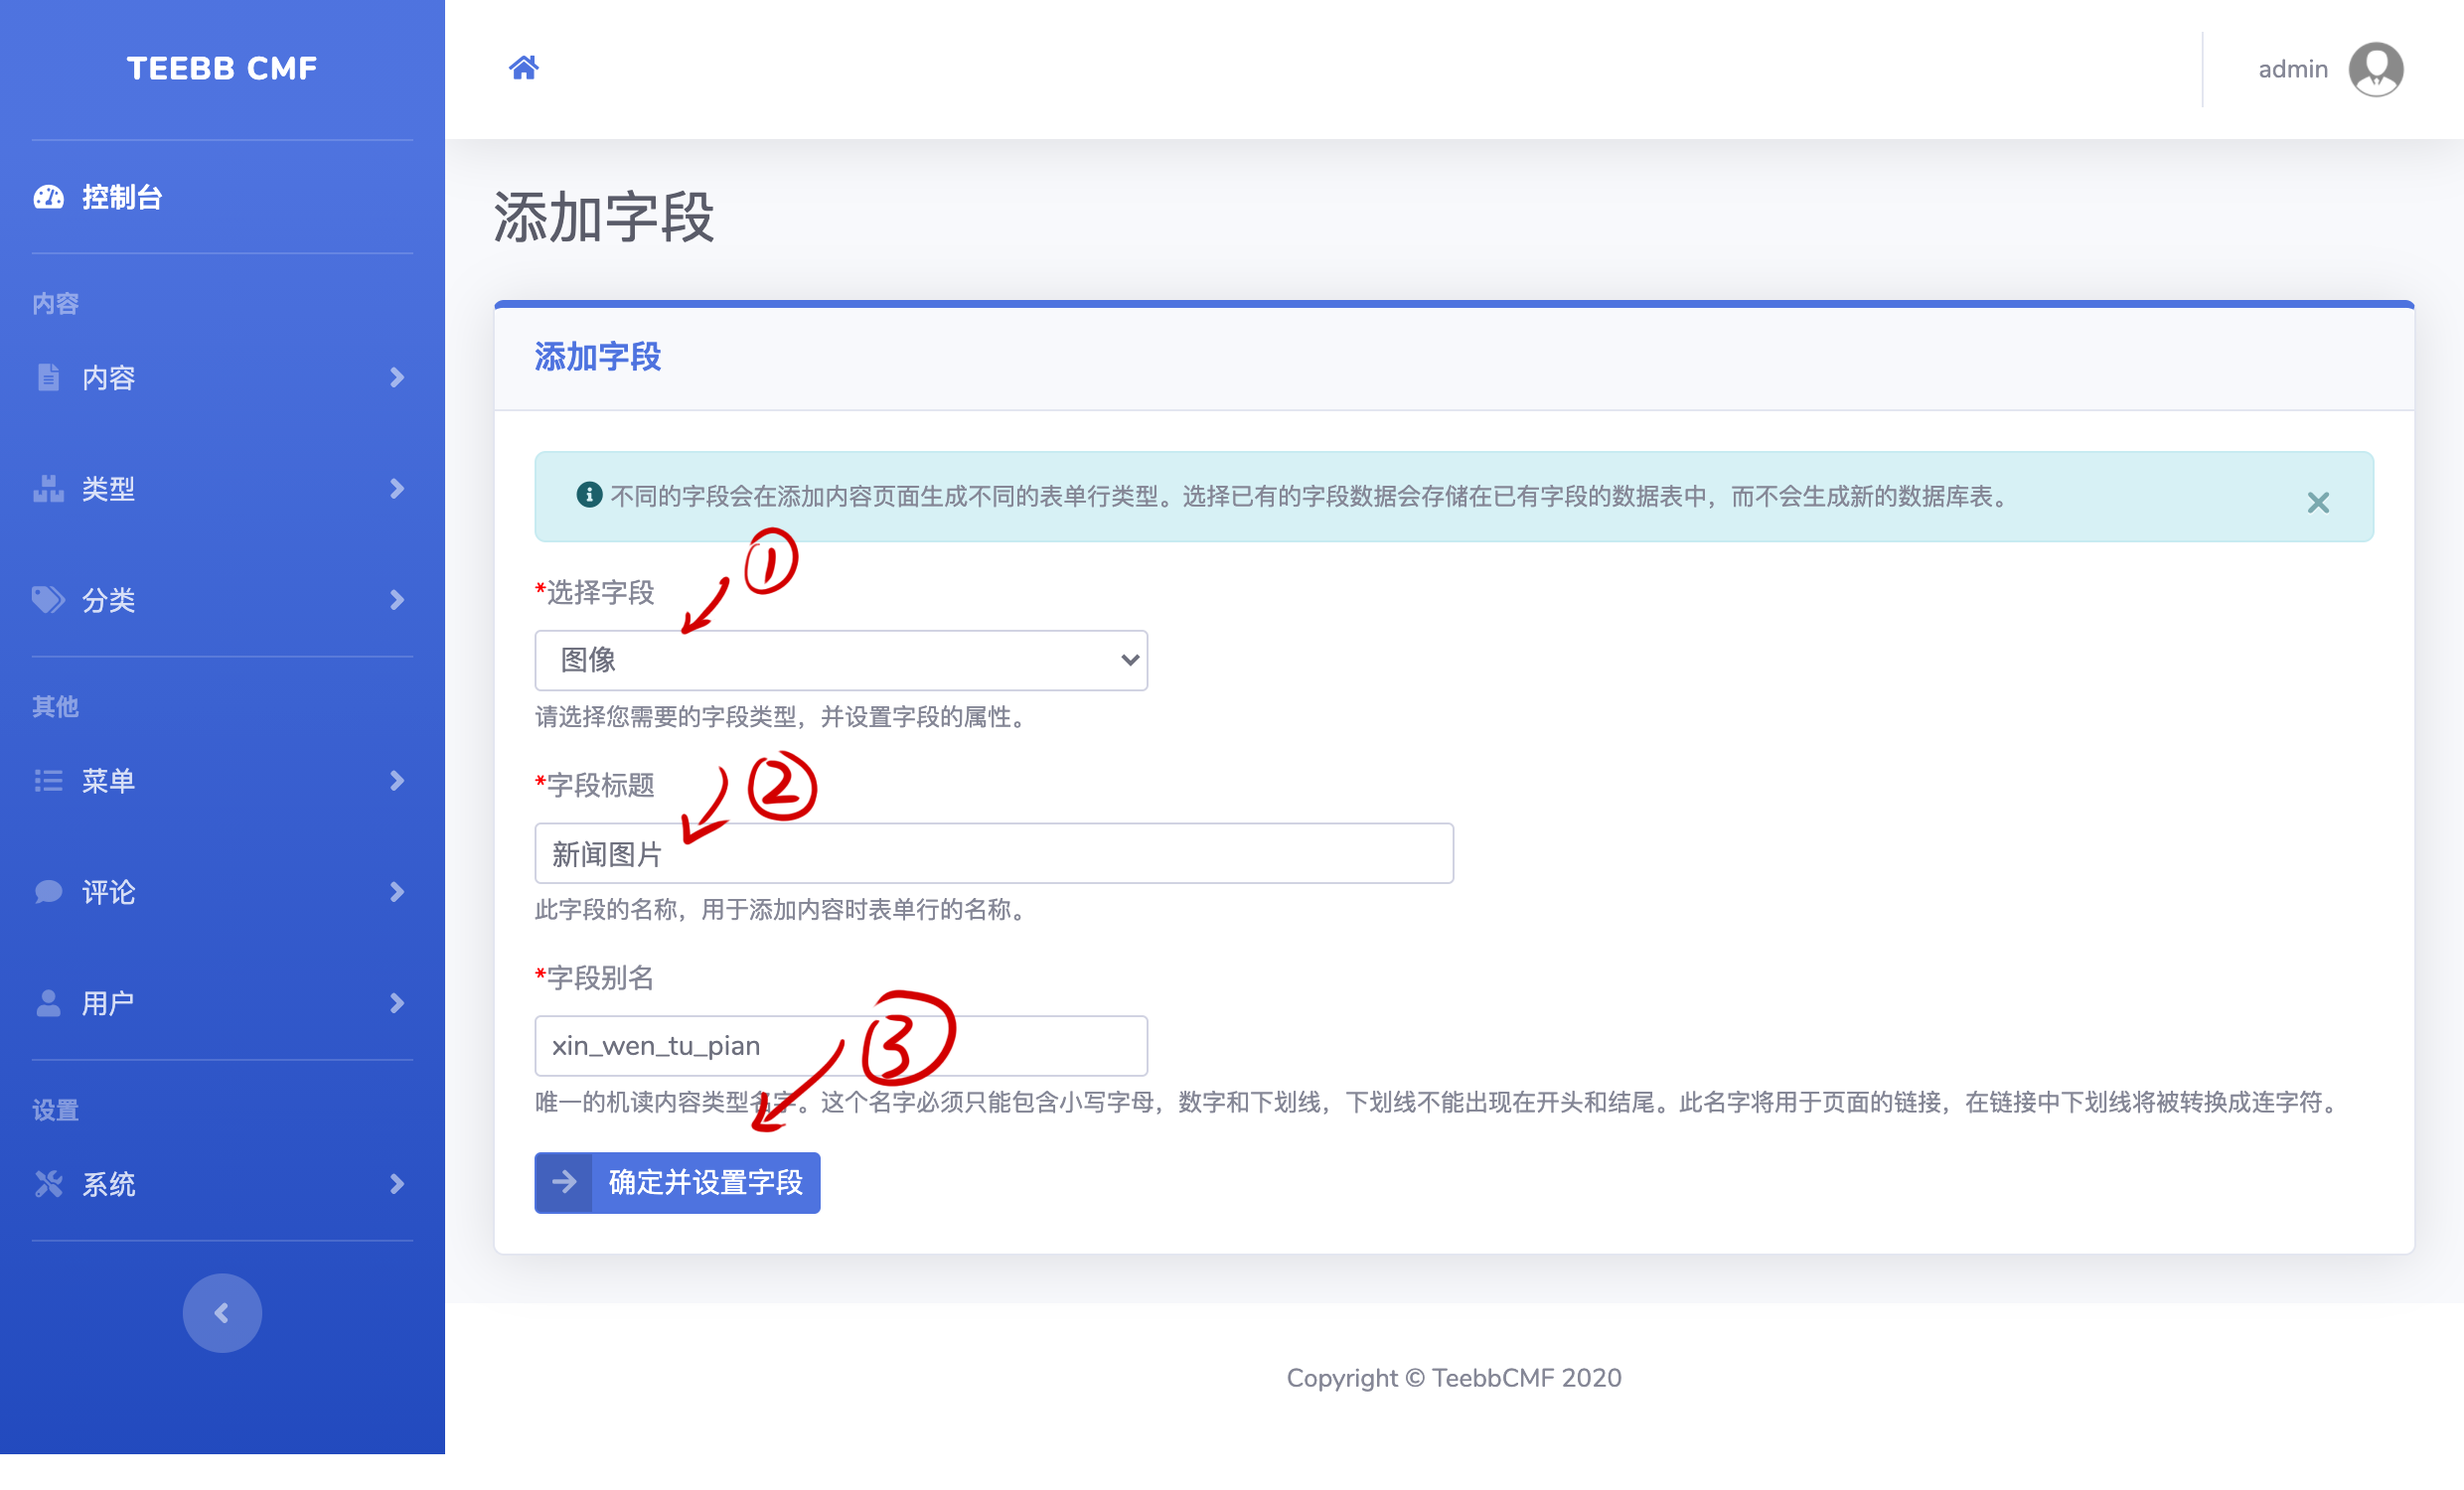 TEEBB CMF
admin
控制台
内容
内容
类型
分类
其他
菜单
评论
用户
设置
系统
添加字段
添加字段
不同的字段会在添加内容页面生成不同的表单行类型。选择已有的字段数据会存储在已有字段的数据表中，而不会生成新的数据库表。
①
*选择字段
图像
请选择您需要的字段类型，并设置字段的属性。
②
*字段标题
新闻图片
此字段的名称，用于添加内容时表单行的名称。
*字段别名
③
xin_wen_tu_pian
唯一的机读内容类型名字。这个名字必须只能包含小写字母，数字和下划线，下划线不能出现在开头和结尾。此名字将用于页面的链接，在链接中下划线将被转换成连字符。
确定并设置字段
Copyright © TeebbCMF 2020